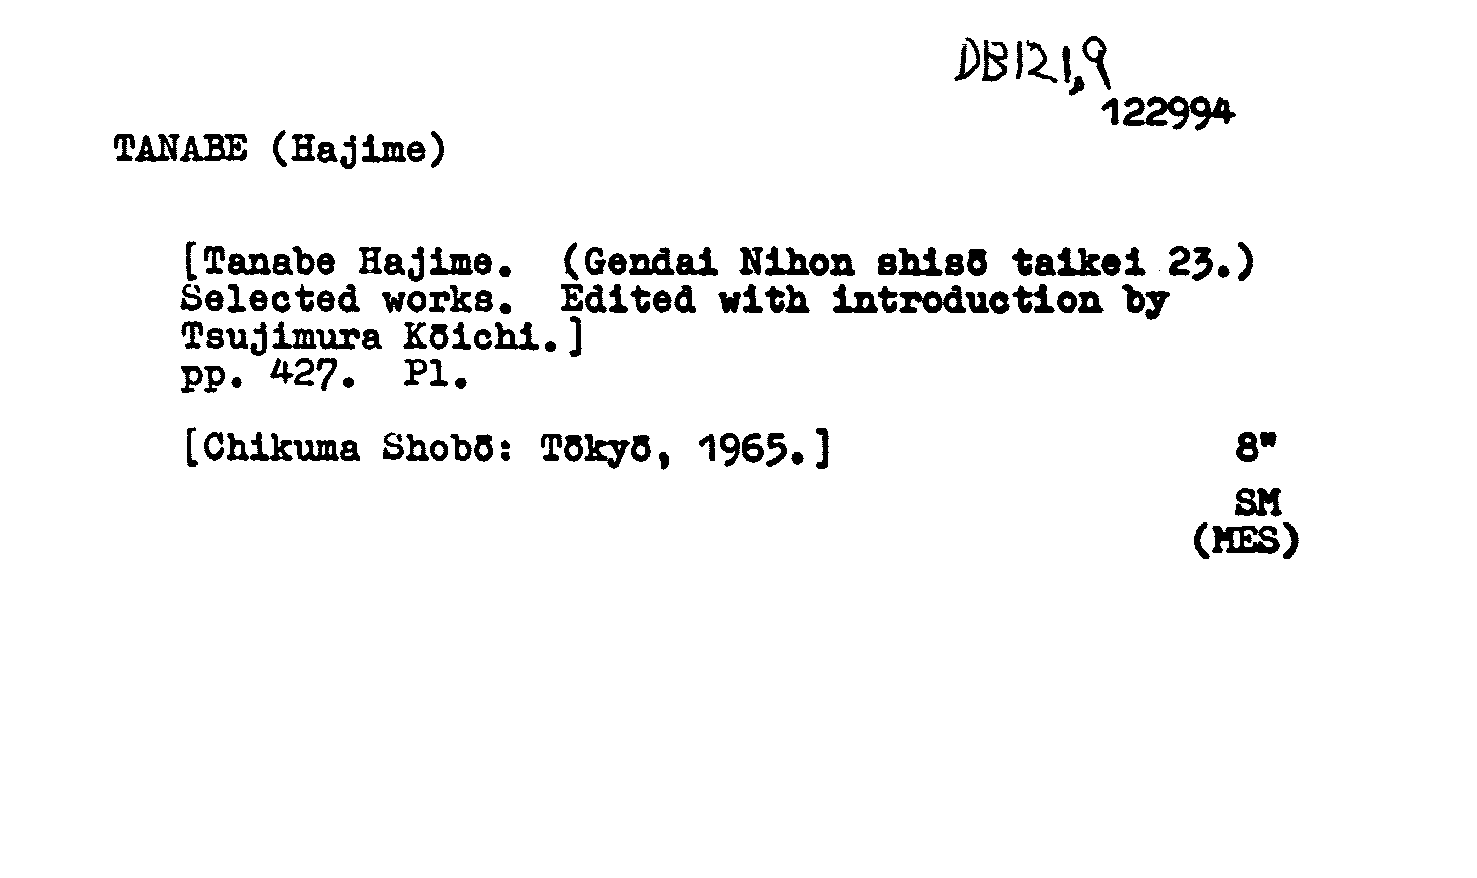 DB121,9
122994
TANABE (Hajime)
[Tanabe Hajime. (Gendai Nihon shisō taikei 23.)
Selected works. Edited with introduction by
Tsujimura Kōichi.]
pp. 427. Pl.
[Chikuma Shobō: Tōkyō, 1965.] 8"
SM
(MES)